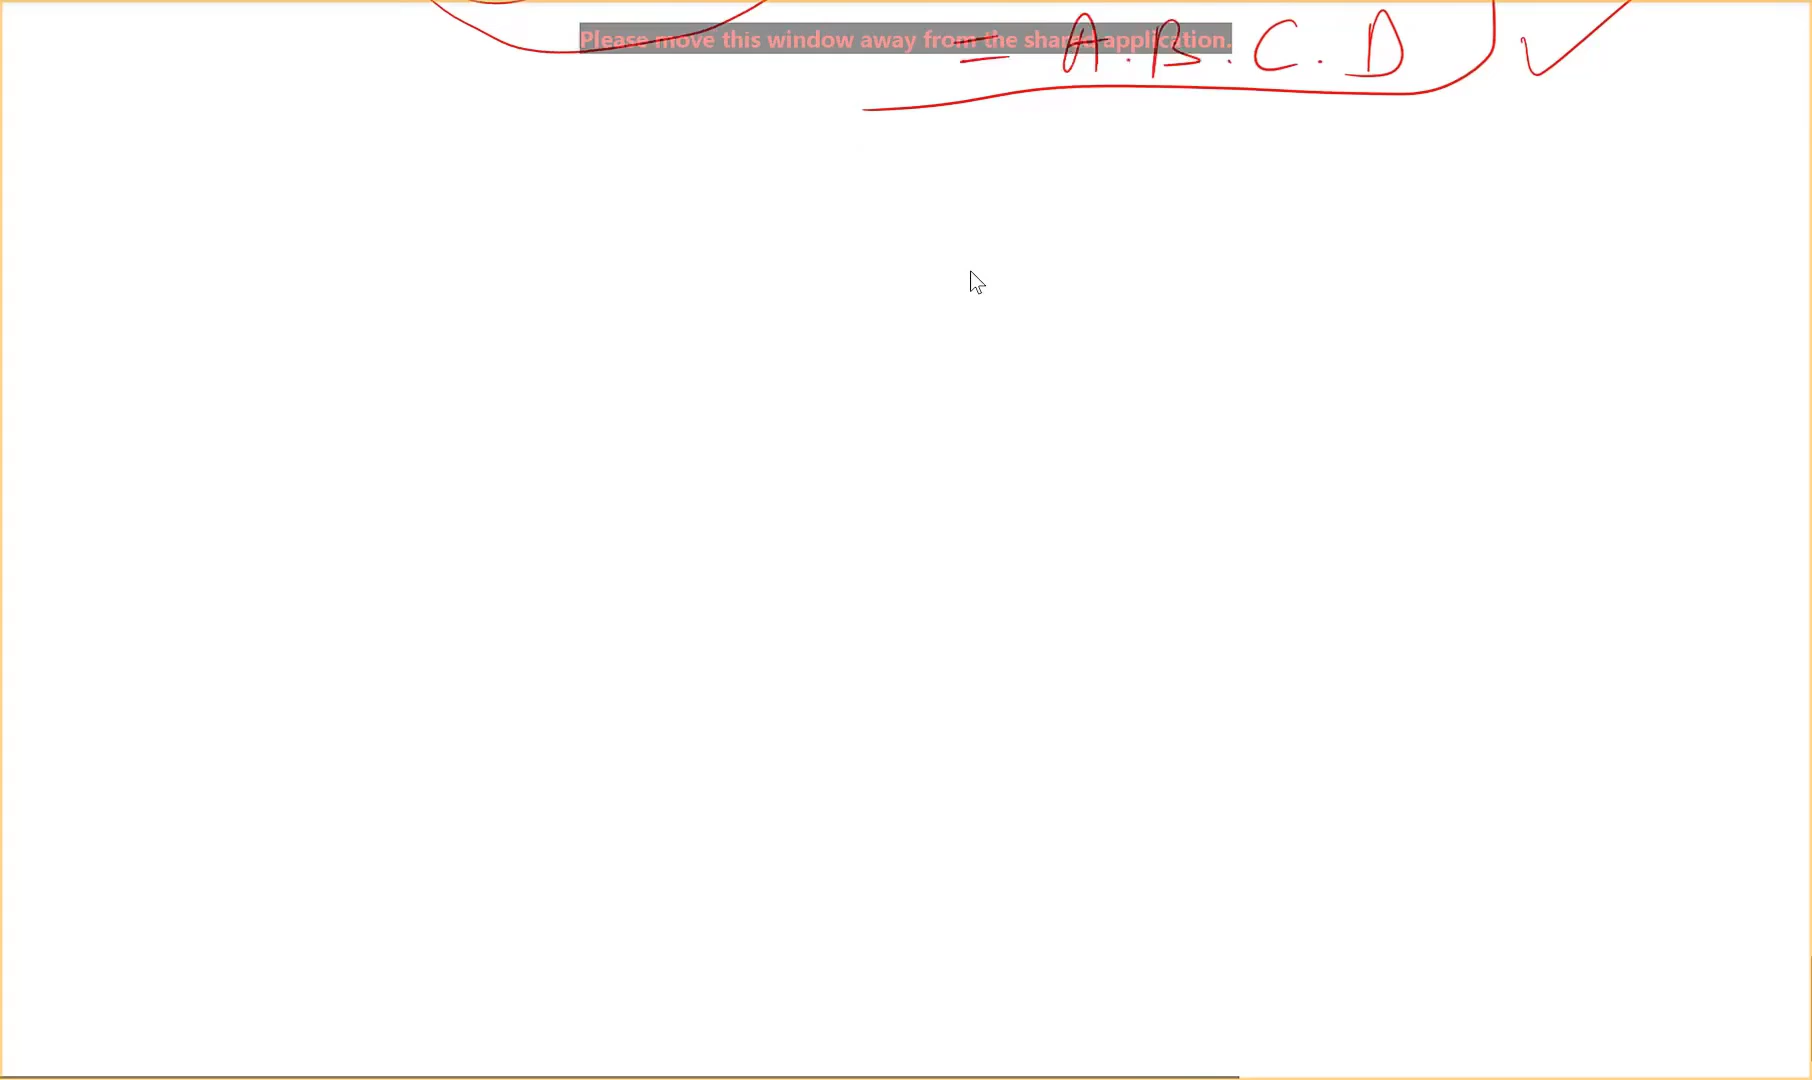 Please move this window away from the shared application.
= A . B . C . D